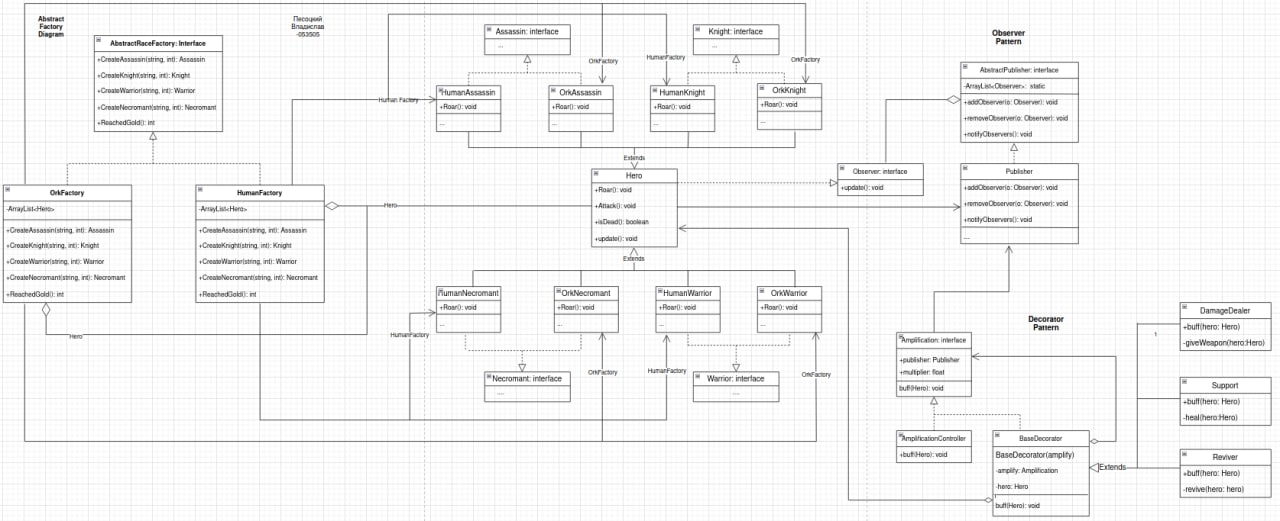 Abstract
Factory
Diagram
Песоцкий
Владислав
-053505
AbstractRaceFactory: Interface
+CreateAssassin(string, int): Assassin
+CreateKnight(string, int): Knight
+CreateWarrior(string, int): Warrior
+CreateNecromant(string, int): Necromant
+ReachedGold(): int
OrkFactory
-ArrayList<Hero>
+CreateAssassin(string, int): Assassin
+CreateKnight(string, int): Knight
+CreateWarrior(string, int): Warrior
+CreateNecromant(string, int): Necromant
+ReachedGold(): int
HumanFactory
-ArrayList<Hero>
+CreateAssassin(string, int): Assassin
+CreateKnight(string, int): Knight
+CreateWarrior(string, int): Warrior
+CreateNecromant(string, int): Necromant
+ReachedGold(): int
Hero
Hero
Human Factory
Assassin: interface
...
OrkFactory
HumanFactory
Knight: interface
...
OrkFactory
HumanAssassin
+Roar(): void
...
OrkAssassin
+Roar(): void
...
HumanKnight
+Roar(): void
...
OrkKnight
+Roar(): void
...
Extends
Hero
+Roar(): void
+Attack(): void
+isDead(): boolean
+update(): void
Extends
HumanNecromant
+Roar(): void
...
OrkNecromant
+Roar(): void
...
HumanWarrior
+Roar(): void
...
OrkWarrior
+Roar(): void
...
HumanFactory
OrkFactory
HumanFactory
OrkFactory
Necromant: interface
....
Warrior: interface
....
Observer
Pattern
AbstractPublisher: interface
-ArrayList<Observer>: static
+addObserver(o: Observer): void
+removeObserver(o: Observer): void
+notifyObservers(): void
Observer: interface
+update(): void
Publisher
+addObserver(o: Observer): void
+removeObserver(o: Observer): void
+notifyObservers(): void
....
Decorator
Pattern
Amplification: interface
+publisher: Publisher
+multiplier: float
buff(Hero): void
AmplificationController
+buff(Hero): void
BaseDecorator
BaseDecorator(amplify)
-amplify: Amplification
-hero: Hero
1
buff(Hero): void
Extends
1
DamageDealer
+buff(hero: Hero)
-giveWeapon(hero:Hero)
Support
+buff(hero: Hero)
-heal(hero:Hero)
Reviver
+buff(hero: Hero)
-revive(hero: hero)